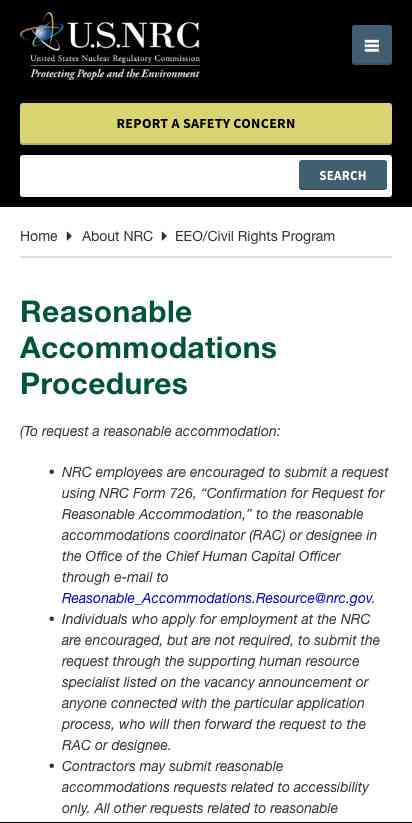 U.S.NRC
United States Nuclear Regulatory Commission
Protecting People and the Environment
REPORT A SAFETY CONCERN
SEARCH
Home
About NRC
EEO/Civil Rights Program
Reasonable
Accommodations
Procedures
(To request a reasonable accommodation:
• NRC employees are encouraged to submit a request
using NRC Form 726, “Confirmation for Request for
Reasonable Accommodation,” to the reasonable
accommodations coordinator (RAC) or designee in
the Office of the Chief Human Capital Officer
through e-mail to
Reasonable_Accommodations.Resource@nrc.gov.
• Individuals who apply for employment at the NRC
are encouraged, but are not required, to submit the
request through the supporting human resource
specialist listed on the vacancy announcement or
anyone connected with the particular application
process, who will then forward the request to the
RAC or designee.
• Contractors may submit reasonable
accommodations requests related to accessibility
only. All other requests related to reasonable